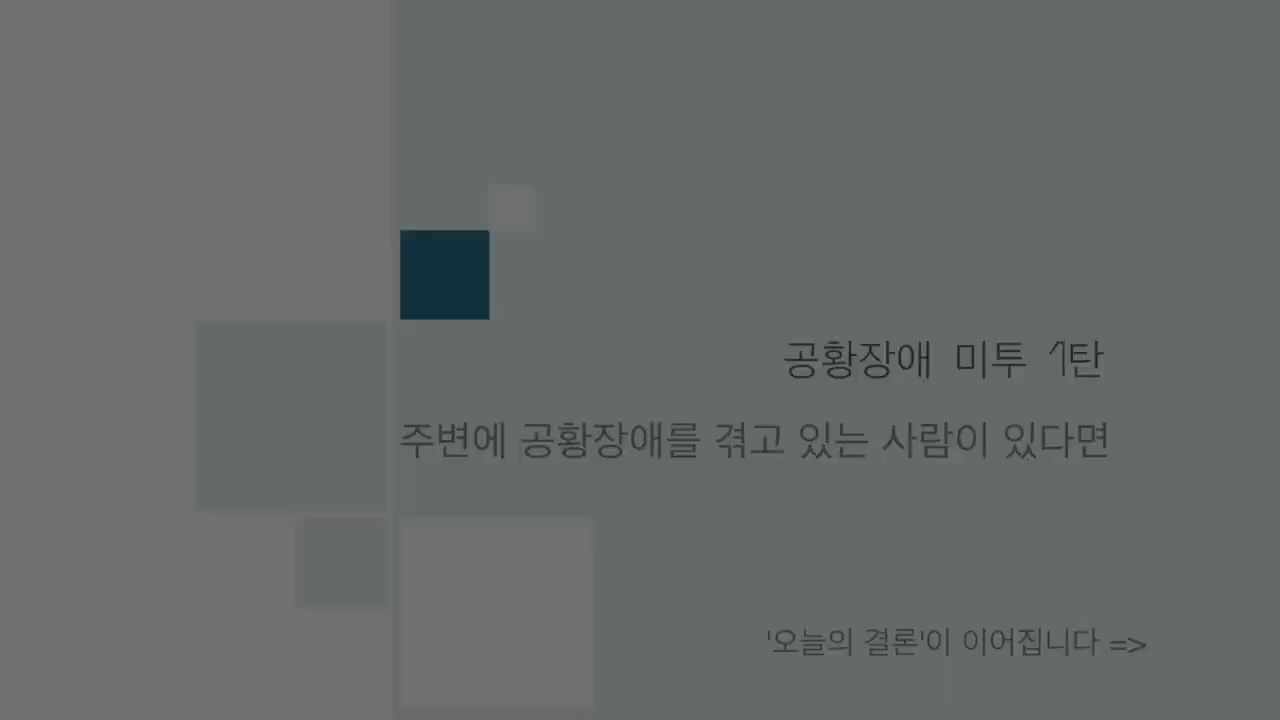 공황장애 미투 1탄
주변에 공황장애를 겪고 있는 사람이 있다면
'오늘의 결론'이 이어집니다 =>